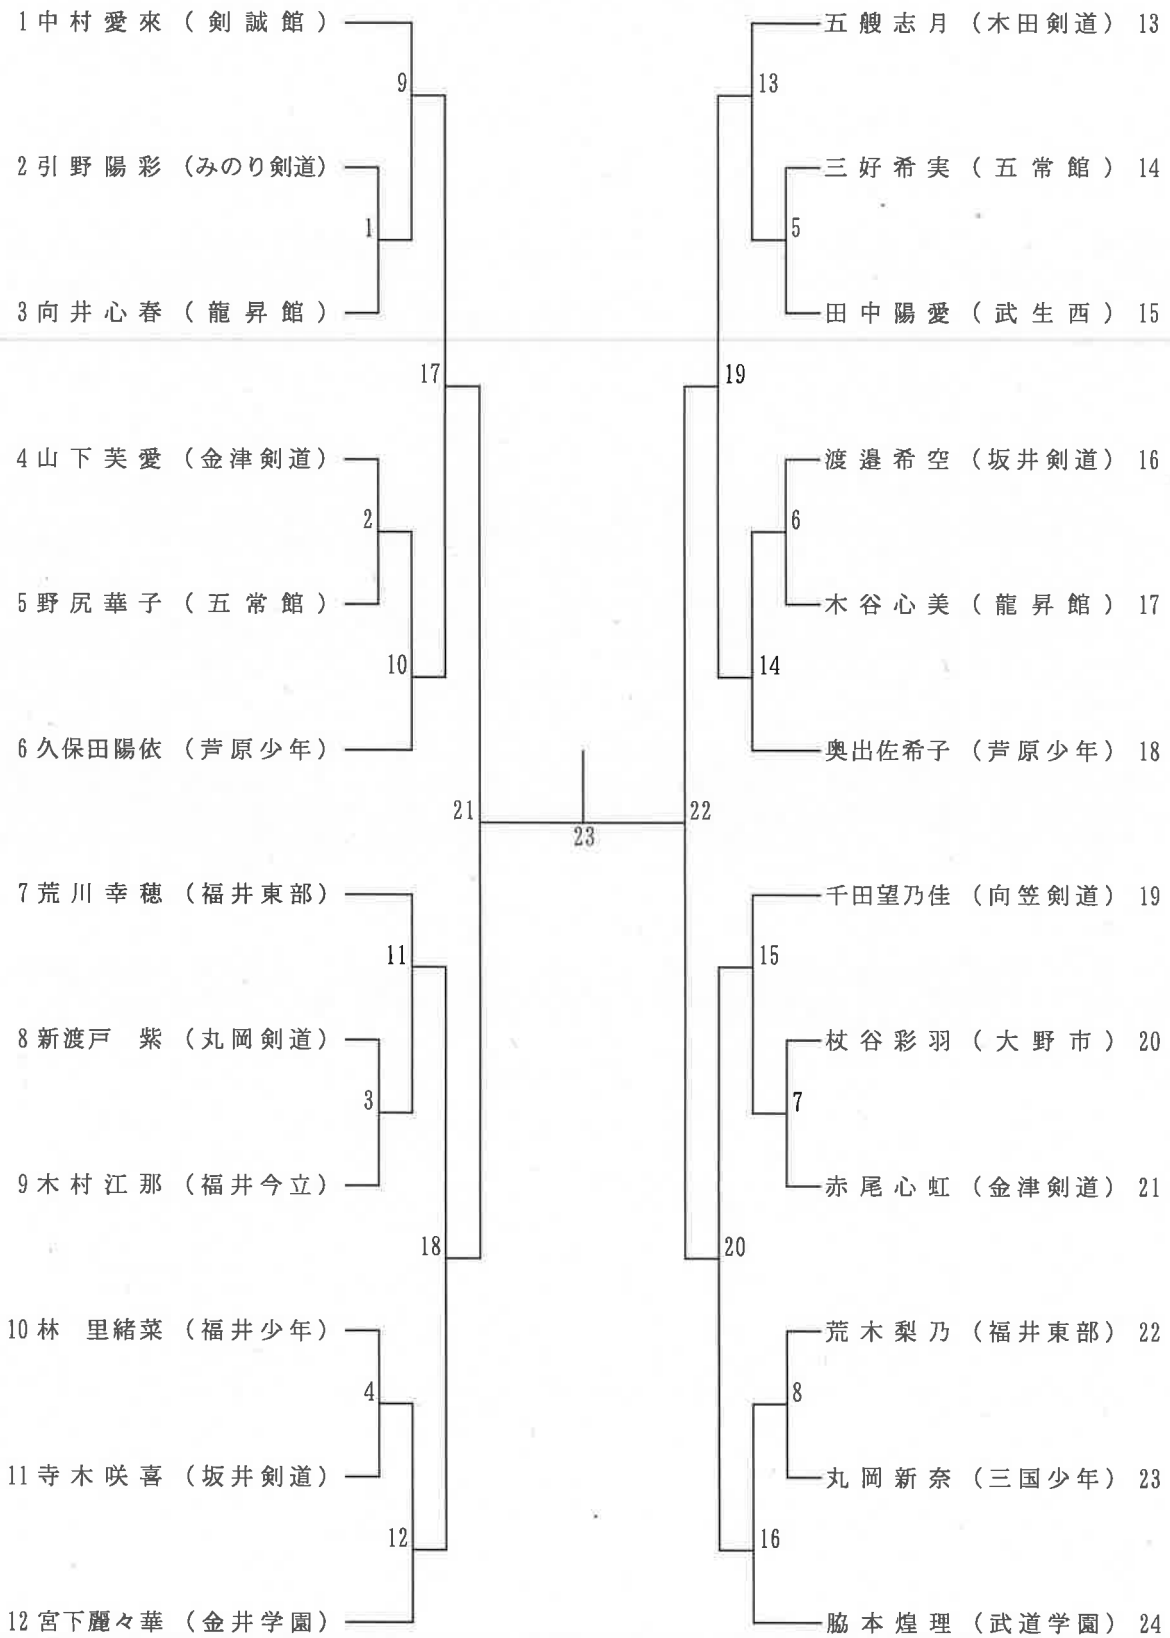 1 中村愛來 (剣誠館)
9
2 引野陽彩 (みのり剣道)
1
3 向井心春 (龍昇館)
17
4 山下芙愛 (金津剣道)
2
5 野尻華子 (五常館)
10
6 久保田陽依 (芦原少年)
21
7 荒川幸穂 (福井東部)
11
8 新渡戸 紫 (丸岡剣道)
3
9 木村江那 (福井今立)
18
10 林 里緒菜 (福井少年)
4
11 寺木咲喜 (坂井剣道)
12
12 宮下麗々華 (金井学園)
23
五艘志月 (木田剣道) 13
13
三好希実 (五常館) 14
5
田中陽愛 (武生西) 15
19
渡邉希空 (坂井剣道) 16
6
木谷心美 (龍昇館) 17
14
奥出佐希子 (芦原少年) 18
22
千田望乃佳 (向笠剣道) 19
15
杖谷彩羽 (大野市) 20
7
赤尾心虹 (金津剣道) 21
20
荒木梨乃 (福井東部) 22
8
丸岡新奈 (三国少年) 23
16
脇本煌理 (武道学園) 24